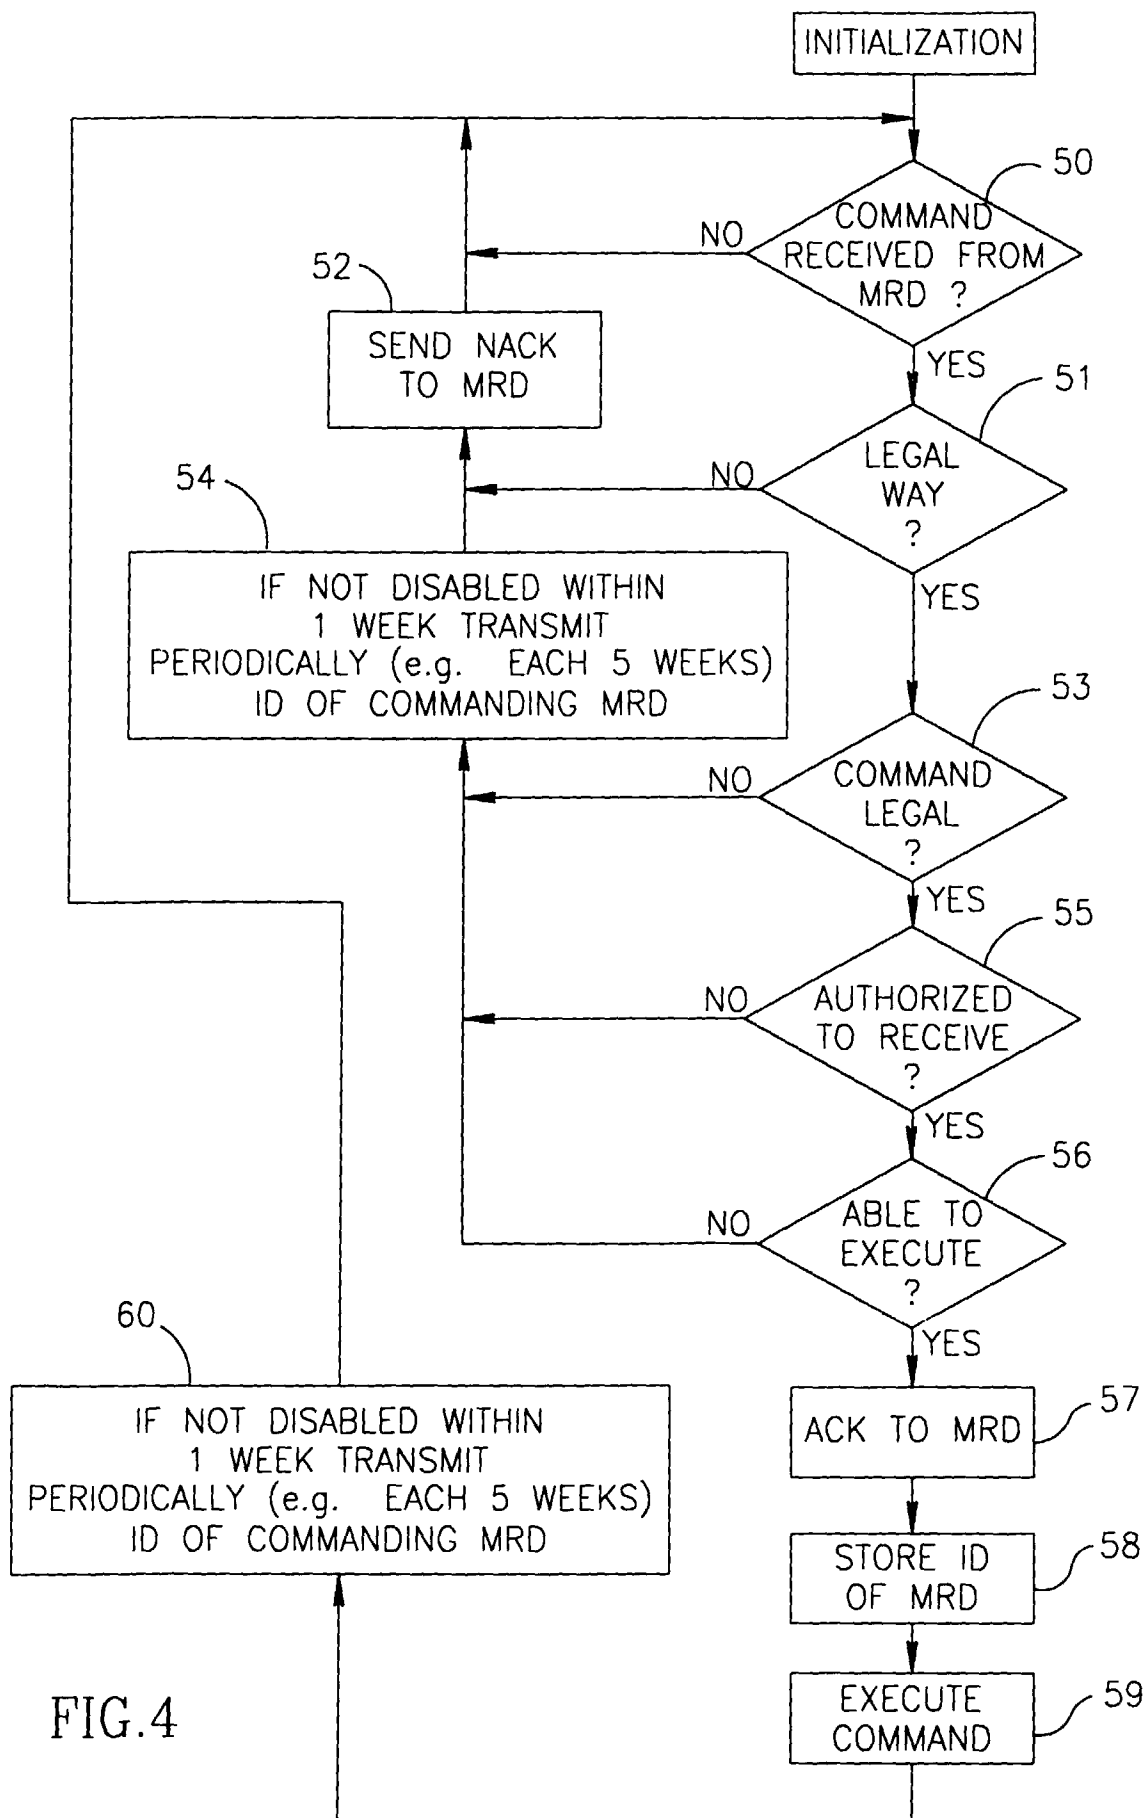 INITIALIZATION
50
COMMAND
RECEIVED FROM
MRD ?
NO
YES
52
SEND NACK
TO MRD
51
LEGAL
WAY
?
NO
YES
54
IF NOT DISABLED WITHIN
1 WEEK TRANSMIT
PERIODICALLY (e.g. EACH 5 WEEKS)
ID OF COMMANDING MRD
53
COMMAND
LEGAL
?
NO
YES
55
AUTHORIZED
TO RECEIVE
?
NO
YES
56
ABLE TO
EXECUTE
?
NO
YES
60
IF NOT DISABLED WITHIN
1 WEEK TRANSMIT
PERIODICALLY (e.g. EACH 5 WEEKS)
ID OF COMMANDING MRD
57
ACK TO MRD
58
STORE ID
OF MRD
59
EXECUTE
COMMAND
FIG.4